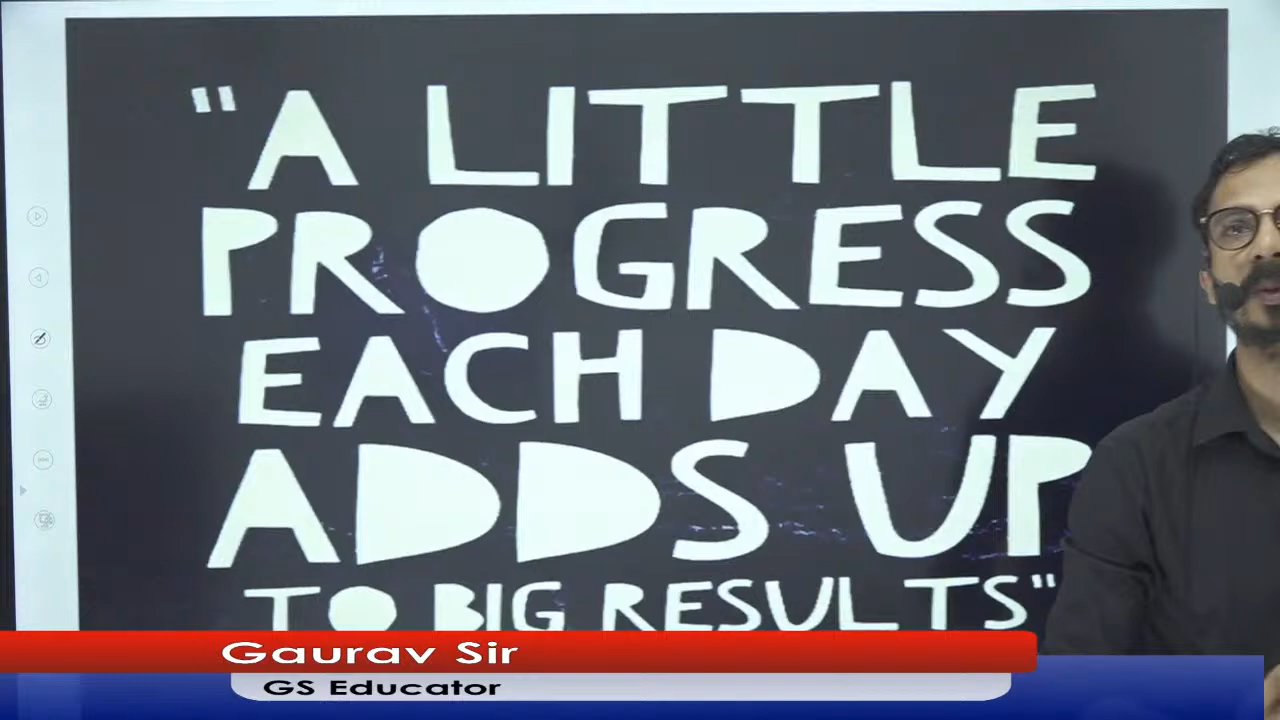 "A LITTLE
PROGRESS
EACH DAY
ADDS UP
TO BIG RESULTS"
Gaurav Sir
GS Educator